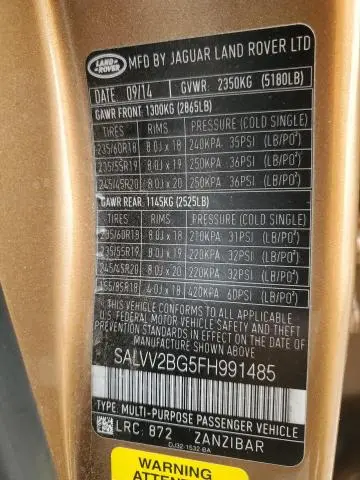 LAND ROVER
MFD BY JAGUAR LAND ROVER LTD
DATE 09/14 GVWR 2350KG (5180LB)
GAWR FRONT 1300KG (2865LB)
TIRES RIMS PRESSURE (COLD SINGLE)
235/60R18 8.0J x 18 240KPA 35PSI (LB/PO²)
235/55R19 8.0J x 19 250KPA 36PSI (LB/PO²)
245/45R20 8.0J x 20 250KPA 36PSI (LB/PO²)
GAWR REAR 1145KG (2525LB)
TIRES RIMS PRESSURE (COLD SINGLE)
235/60R18 8.0J x 18 210KPA 31PSI (LB/PO²)
235/55R19 8.0J x 19 220KPA 32PSI (LB/PO²)
245/45R20 8.0J x 20 220KPA 32PSI (LB/PO²)
155/85R18 4.0J x 18 420KPA 60PSI (LB/PO²)
THIS VEHICLE CONFORMS TO ALL APPLICABLE
FEDERAL MOTOR VEHICLE SAFETY, BUMPER,
AND THEFT PREVENTION STANDARDS IN EFFECT ON THE DATE OF
MANUFACTURE SHOWN ABOVE
SALVV2BG5FH991485
TYPE: MULTI-PURPOSE PASSENGER VEHICLE
LRC: 872 ZANZIBAR
DJ32-1532-BA
WARNING